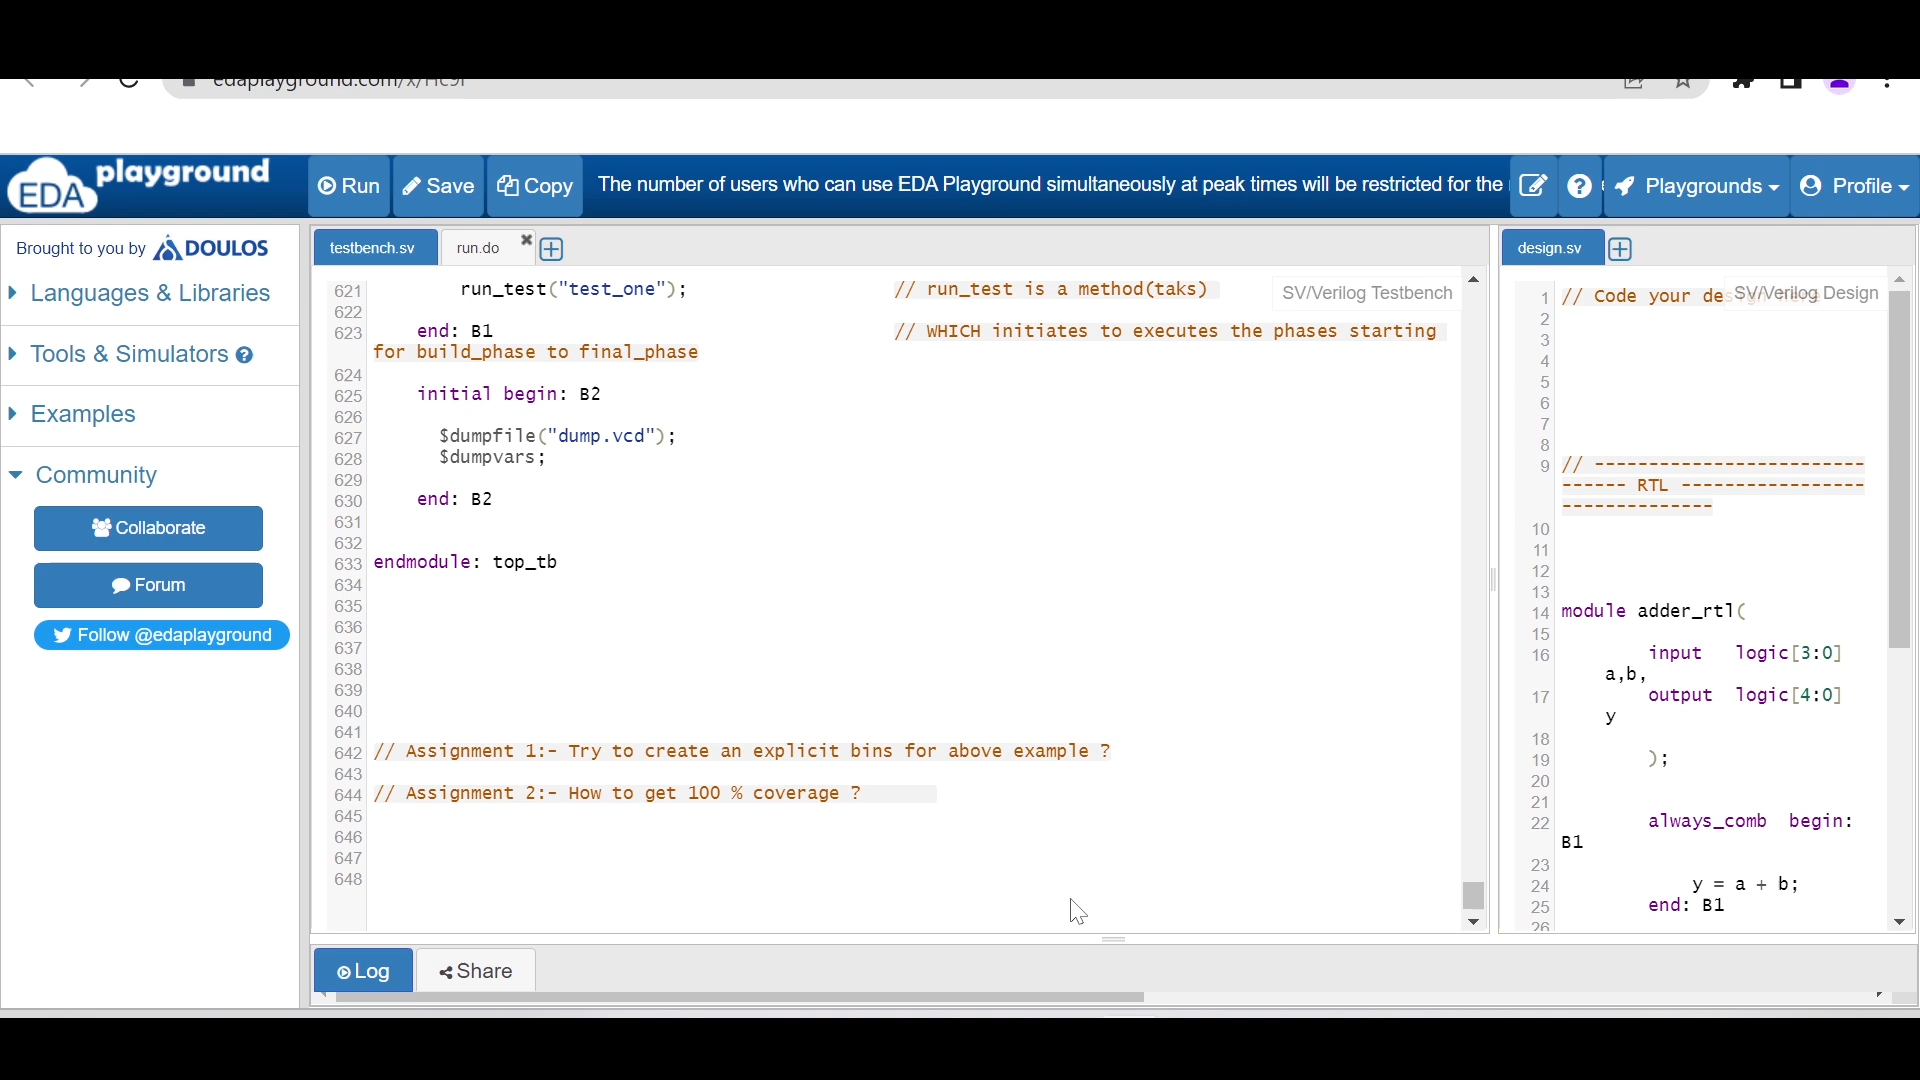 edaplayground.com/x/Hc9r
EDA playground
Run
Save
Copy
The number of users who can use EDA Playground simultaneously at peak times will be restricted for the
Playgrounds
Profile
Brought to you by DOULOS
Languages & Libraries
Tools & Simulators
Examples
Community
Collaborate
Forum
Follow @edaplayground
testbench.sv
run.do
SV/Verilog Testbench
621 run_test("test_one"); // run_test is a method(taks)
622
623 end: B1 // WHICH initiates to executes the phases starting
for build_phase to final_phase
624
625 initial begin: B2
626
627 $dumpfile("dump.vcd");
628 $dumpvars;
629
630 end: B2
631
632
633 endmodule: top_tb
634
635
636
637
638
639
640
641
642 // Assignment 1:- Try to create an explicit bins for above example ?
643
644 // Assignment 2:- How to get 100 % coverage ?
645
646
647
648
design.sv
SV/Verilog Design
1 // Code your
2
3
4
5
6
7
8
9 // -------------------------
------ RTL -----------------
--------------
10
11
12
13
14 module adder_rtl(
15
16 input logic[3:0]
a,b,
17 output logic[4:0]
y
18
19 );
20
21
22 always_comb begin:
B1
23
24 y = a + b;
25 end: B1
26
Log
Share